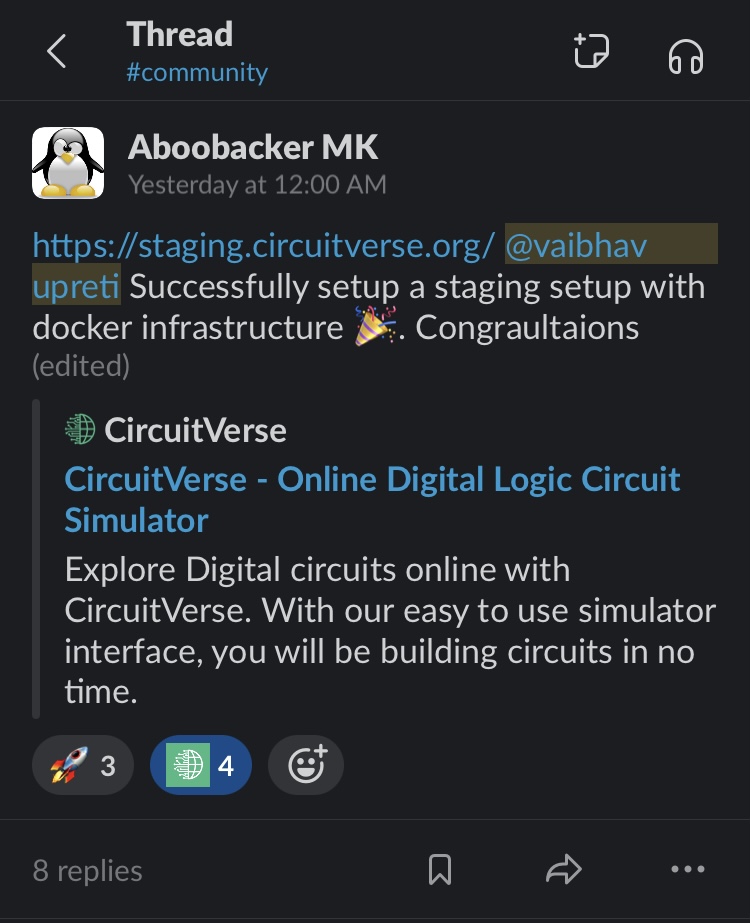 Thread
#community
Aboobacker MK
Yesterday at 12:00 AM
https://staging.circuitverse.org/ @vaibhav
upreti Successfully setup a staging setup with
docker infrastructure 🎉. Congraultaions
(edited)
CircuitVerse
CircuitVerse - Online Digital Logic Circuit
Simulator
Explore Digital circuits online with
CircuitVerse. With our easy to use simulator
interface, you will be building circuits in no
time.
🚀 3 4
8 replies